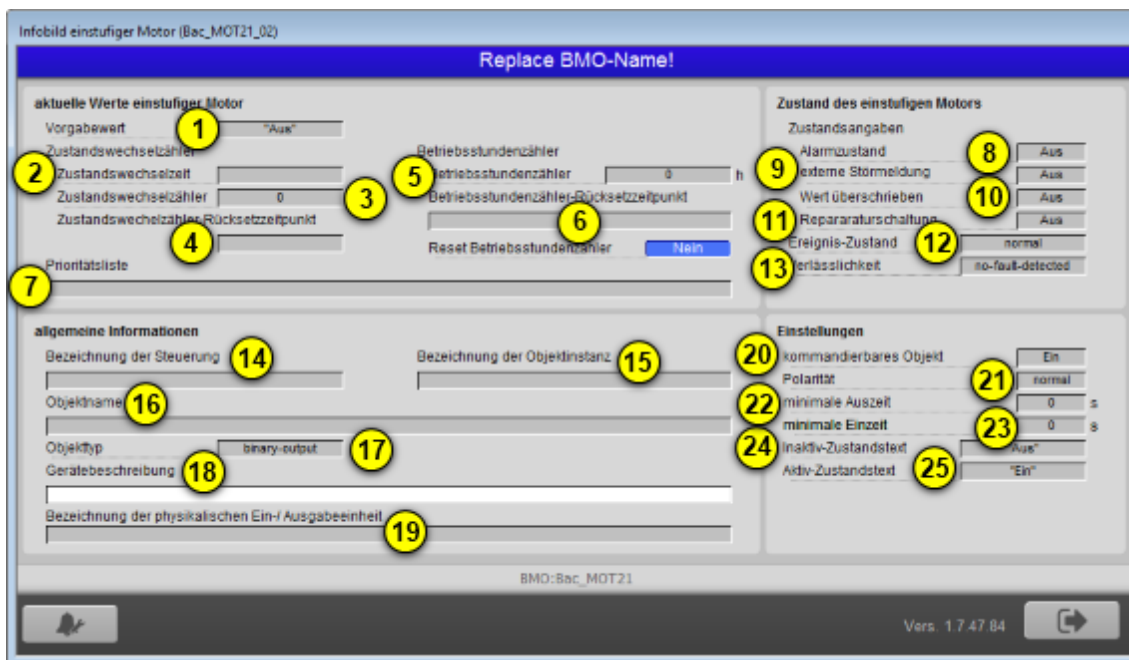 Infobild einstufiger Motor (Bac_MOT21_02)
Replace BMO-Name!
aktuelle Werte einstufiger Motor
Vorgabewert 1 "Aus"
Zustandswechselzähler
2 Zustandswechselzeit
Zustandswechselzähler 0 3
Zustandwechelzähler-Rücksetzzeitpunkt
4
Betriebsstundenzähler
5 Betriebsstundenzähler 0 h
Betriebsstundenzähler-Rücksetzzeitpunkt
6
Reset Betriebsstundenzähler Nein
Prioritätsliste
7
Zustand des einstufigen Motors
Zustandsangaben
Alarmzustand 8 Aus
9 externe Störmeldung Aus
Wert überschrieben 10 Aus
11 Repararaturschaltung Aus
Ereignis-Zustand 12 normal
13 Verlässlichkeit no-fault-detected
allgemeine Informationen
Bezeichnung der Steuerung 14
Bezeichnung der Objektinstanz 15
Objektname 16
Objekttyp binary-output 17
Gerätebeschreibung 18
Bezeichnung der physikalischen Ein-/ Ausgabeeinheit
19
Einstellungen
20 kommandierbares Objekt Ein
Polarität 21 normal
22 minimale Auszeit 0 s
minimale Einzeit 23 0 s
24 Inaktiv-Zustandstext "Aus"
Aktiv-Zustandstext 25 "Ein"
BMO:Bac_MOT21
Vers. 1.7.47.84